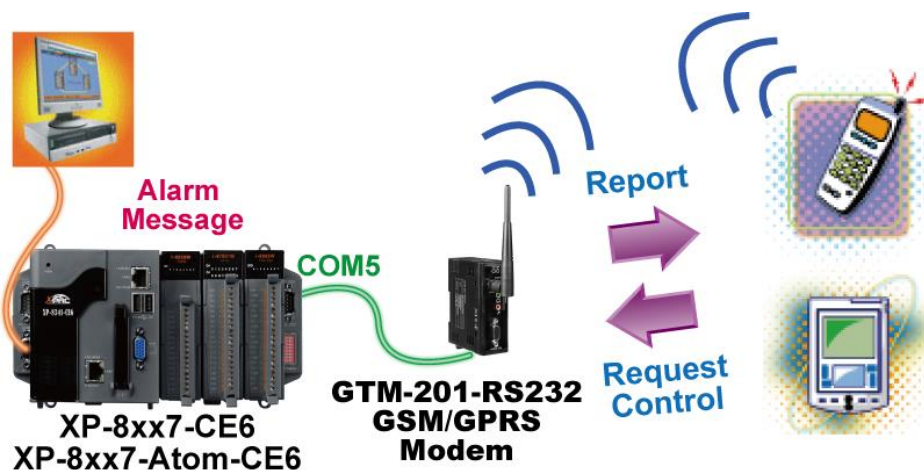 Alarm
Message
COM5
Report
Request
Control
XP-8xx7-CE6
XP-8xx7-Atom-CE6
GTM-201-RS232
GSM/GPRS
Modem